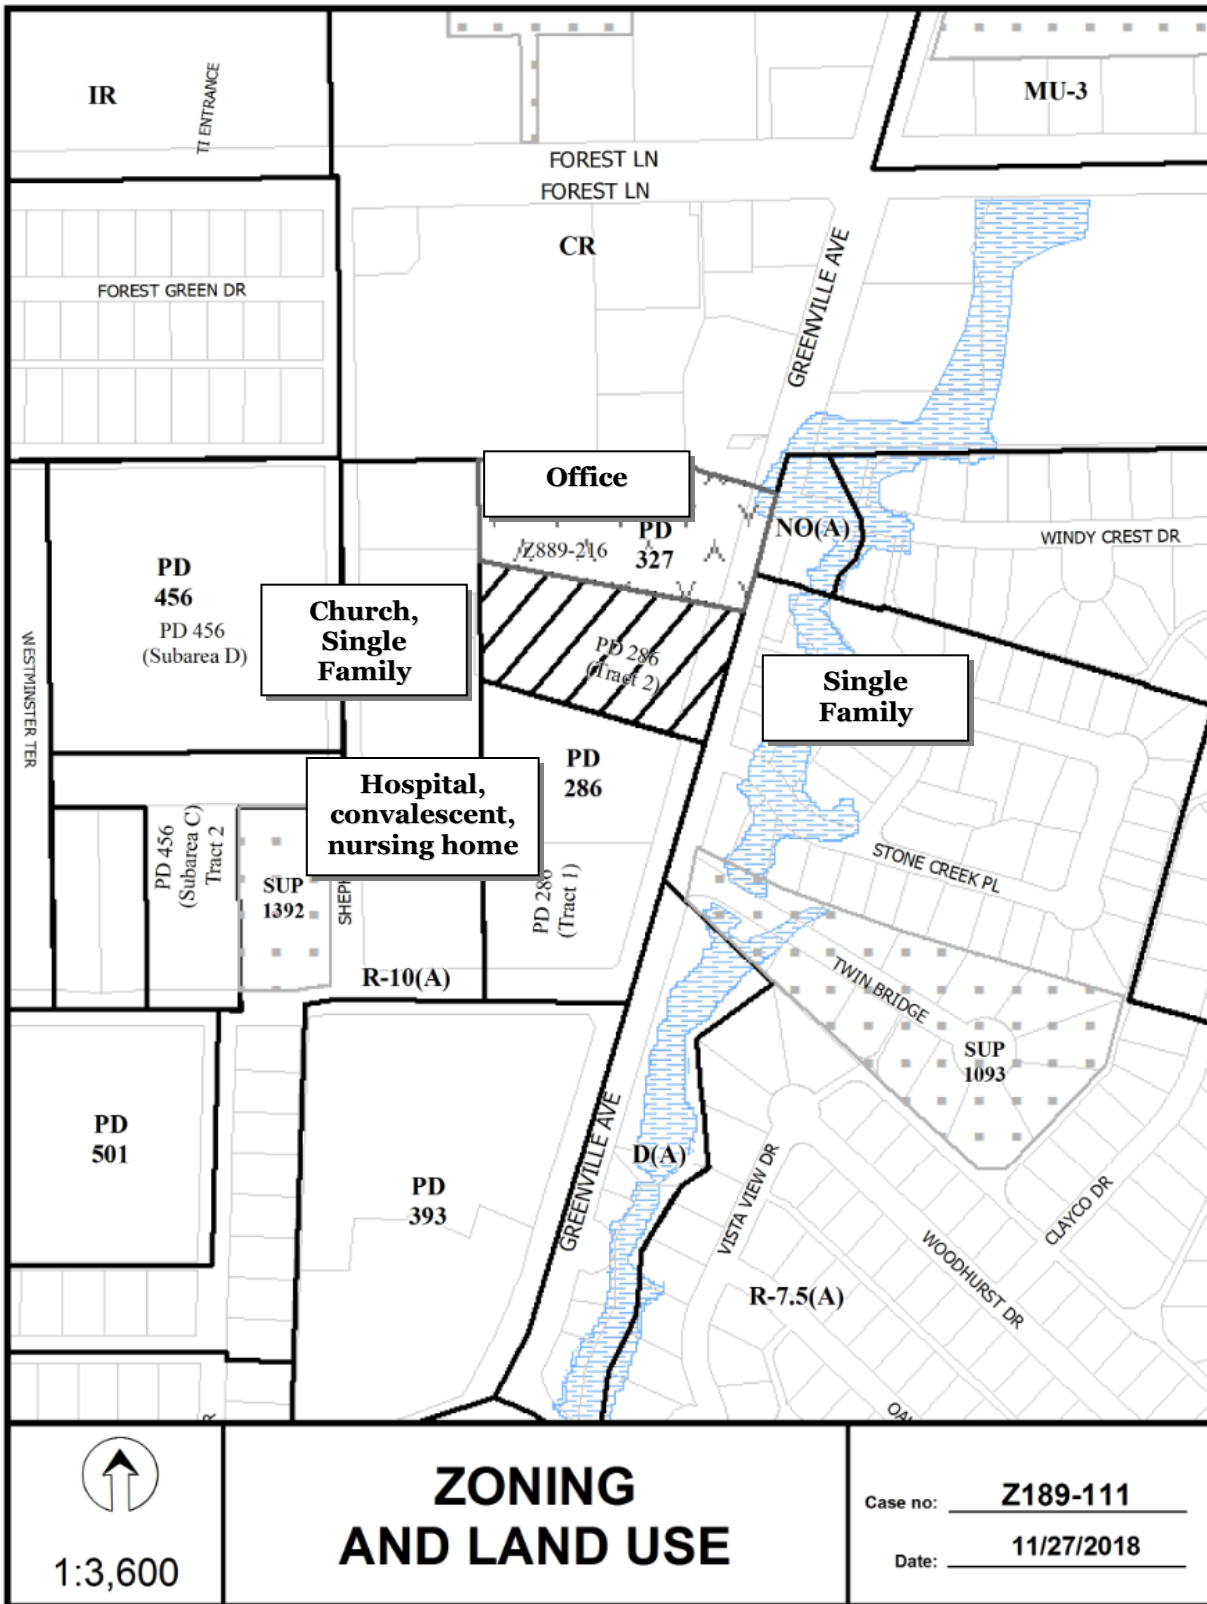 IR
TI ENTRANCE
MU-3
FOREST LN
FOREST LN
CR
GREENVILLE AVE
FOREST GREEN DR
Office
PD
327
Z889-216
NO(A)
WINDY CREST DR
PD
456
PD 456
(Subarea D)
WESTMINSTER TER
Church,
Single
Family
PD 286
(Tract 2)
Single
Family
PD
286
Hospital,
convalescent,
nursing home
PD 456
(Subarea C)
Tract 2
SUP
1392
SHEPH
PD 286
(Tract 1)
STONE CREEK PL
R-10(A)
TWIN BRIDGE
SUP
1093
PD
501
PD
393
GREENVILLE AVE
D(A)
VISTA VIEW DR
CLAYCO DR
WOODHURST DR
R-7.5(A)
1:3,600
ZONING
AND LAND USE
Case no: Z189-111
Date: 11/27/2018